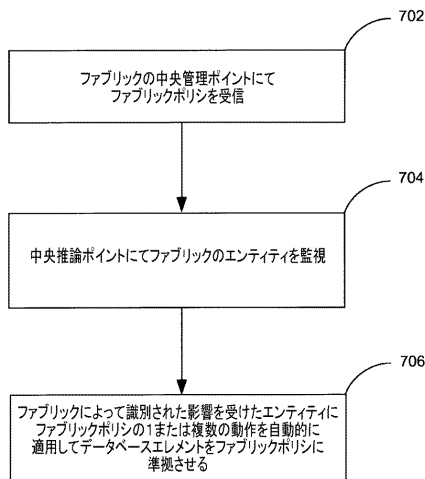 702
ファブリックの中央管理ポイントにて
ファブリックポリシを受信
704
中央推論ポイントにてファブリックのエンティティを監視
706
ファブリックによって識別された影響を受けたエンティティに
ファブリックポリシの1または複数の動作を自動的に
適用してデータベースエレメントをファブリックポリシに
準拠させる